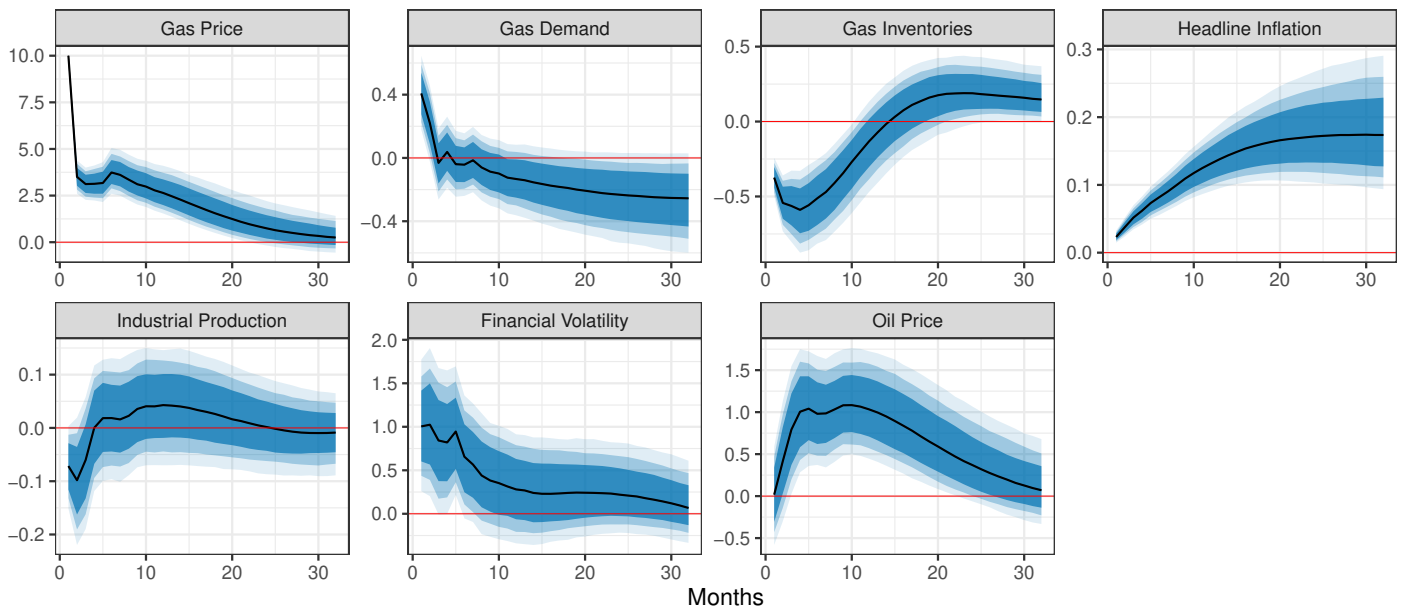 Gas Price
Gas Demand
Gas Inventories
Headline Inflation
10.0
7.5
5.0
2.5
0.0
0.4
0.0
−0.4
0.5
0.0
−0.5
0.3
0.2
0.1
0.0
0 10 20 30
0 10 20 30
0 10 20 30
0 10 20 30
Industrial Production
Financial Volatility
Oil Price
0.1
0.0
−0.1
−0.2
2.0
1.5
1.0
0.5
0.0
1.5
1.0
0.5
0.0
−0.5
0 10 20 30
0 10 20 30
0 10 20 30
Months